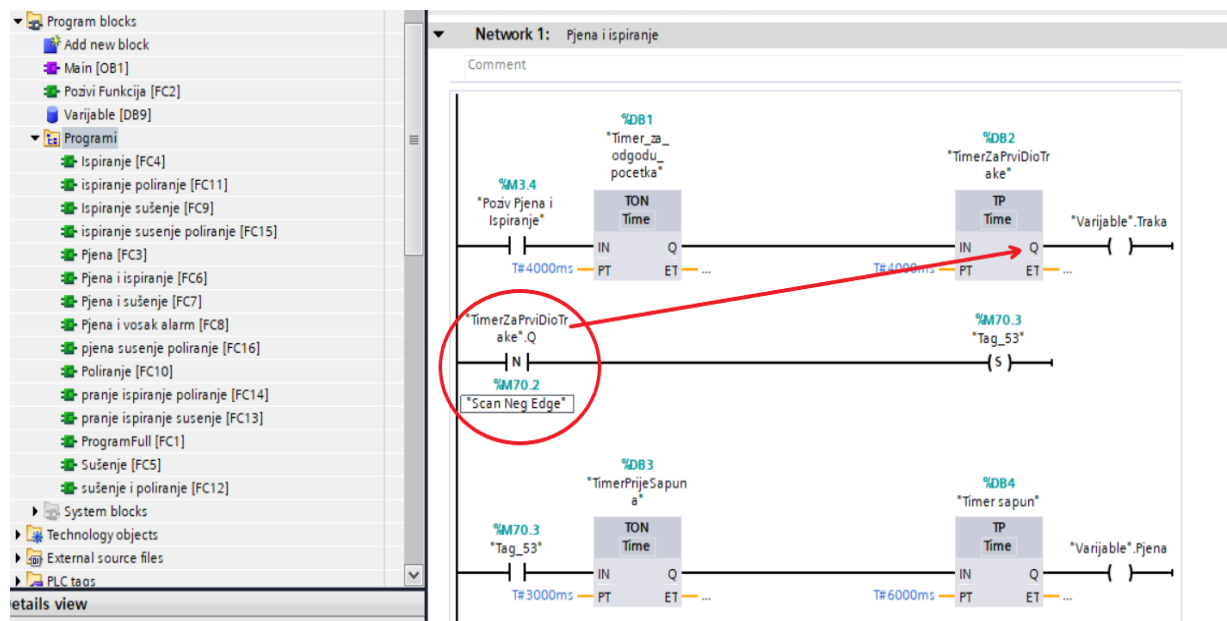 Program blocks
Add new block
Main [OB1]
Pozivi Funkcija [FC2]
Varijable [DB9]
Programi
Ispiranje [FC4]
ispiranje poliranje [FC11]
Ispiranje sušenje [FC9]
ispiranje susenje poliranje [FC15]
Pjena [FC3]
Pjena i ispiranje [FC6]
Pjena i sušenje [FC7]
Pjena i vosak alarm [FC8]
pjena susenje poliranje [FC16]
Poliranje [FC10]
pranje ispiranje poliranje [FC14]
pranje ispiranje susenje [FC13]
ProgramFull [FC1]
Sušenje [FC5]
sušenje i poliranje [FC12]
System blocks
Technology objects
External source files
PLC tags
etails view
Network 1: Pjena i ispiranje
Comment
%DB1
"Timer_za_
odgodu_
pocetka"
%DB2
"TimerZaPrviDioTr
ake"
%M3.4
"Poziv Pjena i
Ispiranje"
TON
Time
TP
Time
"Varijable".Traka
IN Q
IN Q
T#4000ms PT ET ...
T#4000ms PT ET ...
"TimerZaPrviDioTr
ake".Q
N
%M70.2
"Scan Neg Edge"
%M70.3
"Tag_53"
S
%DB3
"TimerPrijeSapun
a"
%DB4
"Timer sapun"
%M70.3
"Tag_53"
TON
Time
TP
Time
"Varijable".Pjena
IN Q
IN Q
T#3000ms PT ET ...
T#6000ms PT ET ...